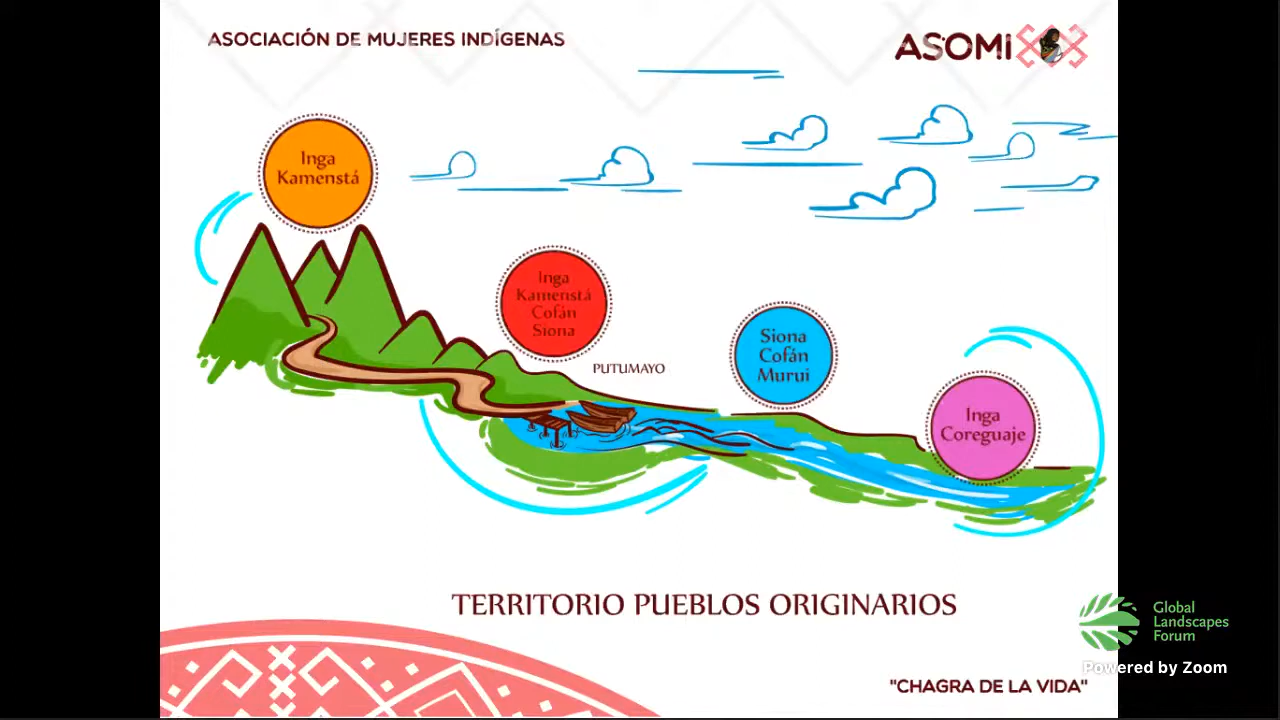 ASOCIACIÓN DE MUJERES INDÍGENAS
ASOMI
Inga
Kamenstá
Inga
Kamenstá
Cofán
Siona
PUTUMAYO
Siona
Cofán
Murui
Inga
Coreguaje
TERRITORIO PUEBLOS ORIGINARIOS
Global
Landscapes
Forum
Powered by Zoom
"CHAGRA DE LA VIDA"